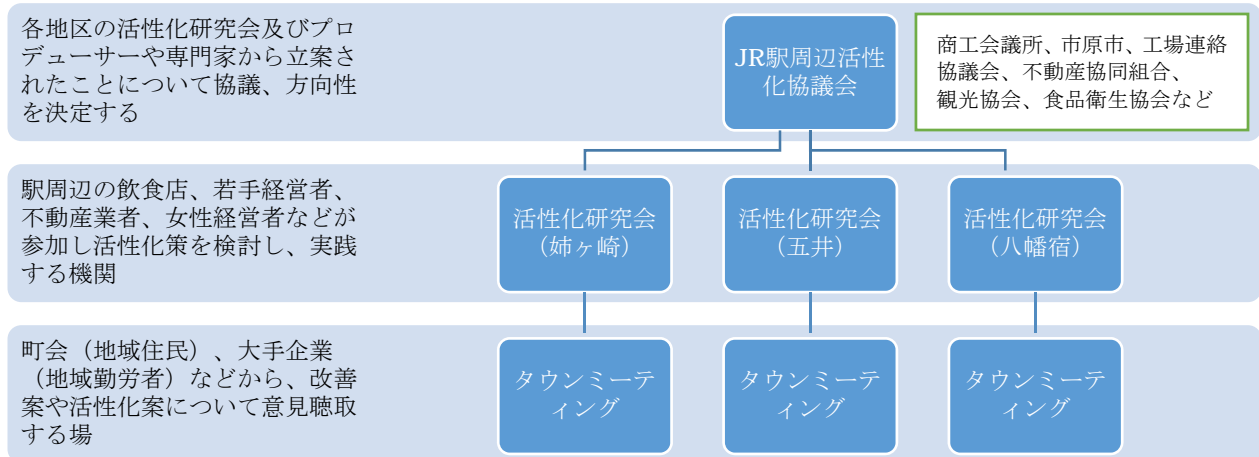 各地区の活性化研究会及びプロ
デューサーや専門家から立案さ
れたことについて協議、方向性
を決定する
JR駅周辺活性
化協議会
商工会議所、市原市、工場連絡
協議会、不動産協同組合、
観光協会、食品衛生協会など
駅周辺の飲食店、若手経営者、
不動産業者、女性経営者などが
参加し活性化策を検討し、実践
する機関
活性化研究会
（姉ヶ崎）
活性化研究会
（五井）
活性化研究会
（八幡宿）
町会（地域住民）、大手企業
（地域勤労者）などから、改善
案や活性化案について意見聴取
する場
タウンミーテ
ィング
タウンミーテ
ィング
タウンミーテ
ィング